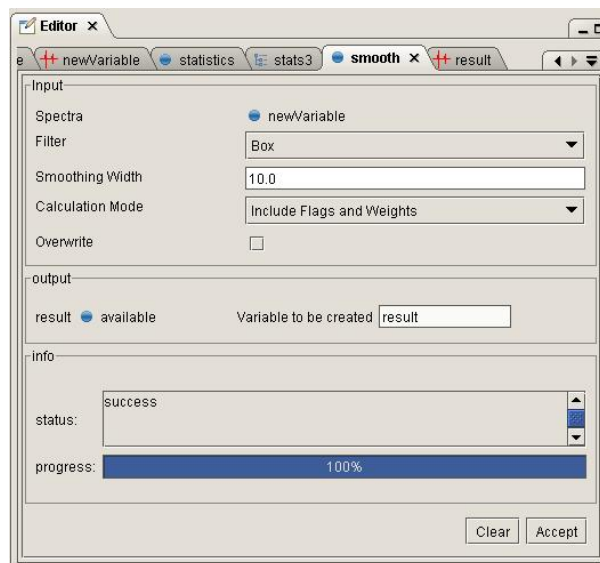 Editor
e newVariable statistics stats3 smooth result
Input
Spectra newVariable
Filter Box
Smoothing Width 10.0
Calculation Mode Include Flags and Weights
Overwrite
output
result available Variable to be created result
info
status: success
progress: 100%
Clear Accept